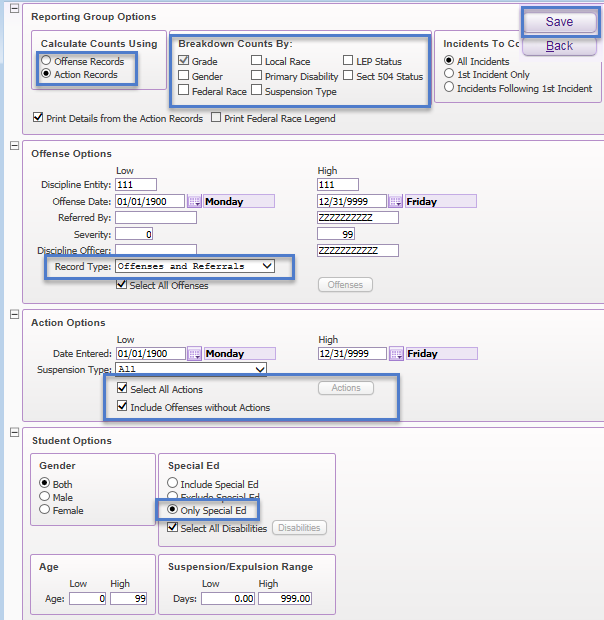 Reporting Group Options
Save
Back
Calculate Counts Using
Offense Records
Action Records
Breakdown Counts By:
Grade Local Race LEP Status
Gender Primary Disability Sect 504 Status
Federal Race Suspension Type
Incidents To Co
All Incidents
1st Incident Only
Incidents Following 1st Incident
Print Details from the Action Records Print Federal Race Legend
Offense Options
Low High
Discipline Entity: 111 111
Offense Date: 01/01/1900 Monday 12/31/9999 Friday
Referred By: ZZZZZZZZZZ
Severity: 0 99
Discipline Officer: ZZZZZZZZZZZ
Record Type: Offenses and Referrals
Select All Offenses Offenses
Action Options
Low High
Date Entered: 01/01/1900 Monday 12/31/9999 Friday
Suspension Type: All
Select All Actions Actions
Include Offenses without Actions
Student Options
Gender
Both
Male
Female
Special Ed
Include Special Ed
Exclude Special Ed
Only Special Ed
Select All Disabilities Disabilities
Age
Low High
Age: 0 99
Suspension/Expulsion Range
Low High
Days: 0.00 999.00